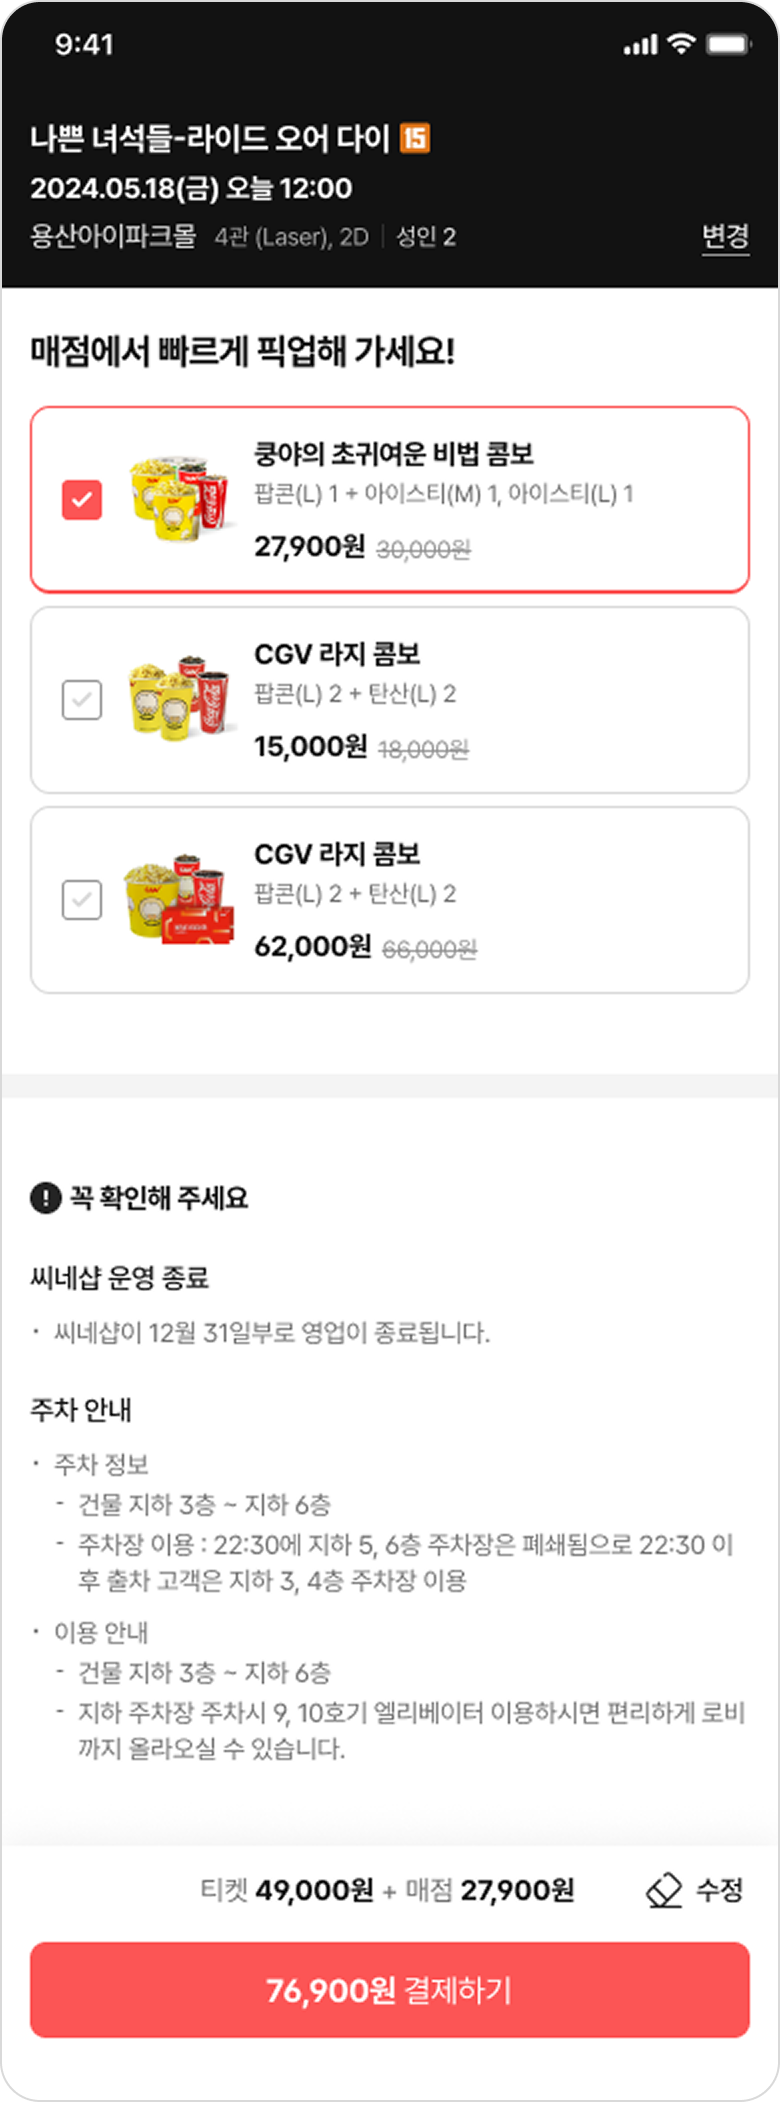 9:41
나쁜 녀석들-라이드 오어 다이 15
2024.05.18(금) 오늘 12:00
용산아이파크몰 4관 (Laser), 2D 성인 2 변경
매점에서 빠르게 픽업해 가세요!
쿵야의 초귀여운 비법 콤보
팝콘(L) 1 + 아이스티(M) 1, 아이스티(L) 1
27,900원 30,000원
CGV 라지 콤보
팝콘(L) 2 + 탄산(L) 2
15,000원 18,000원
CGV 라지 콤보
팝콘(L) 2 + 탄산(L) 2
62,000원 66,000원
꼭 확인해 주세요
씨네샵 운영 종료
· 씨네샵이 12월 31일부로 영업이 종료됩니다.
주차 안내
· 주차 정보
- 건물 지하 3층 ~ 지하 6층
- 주차장 이용 : 22:30에 지하 5, 6층 주차장은 폐쇄됨으로 22:30 이
후 출차 고객은 지하 3, 4층 주차장 이용
· 이용 안내
- 건물 지하 3층 ~ 지하 6층
- 지하 주차장 주차시 9, 10호기 엘리베이터 이용하시면 편리하게 로비
까지 올라오실 수 있습니다.
티켓 49,000원 + 매점 27,900원 수정
76,900원 결제하기